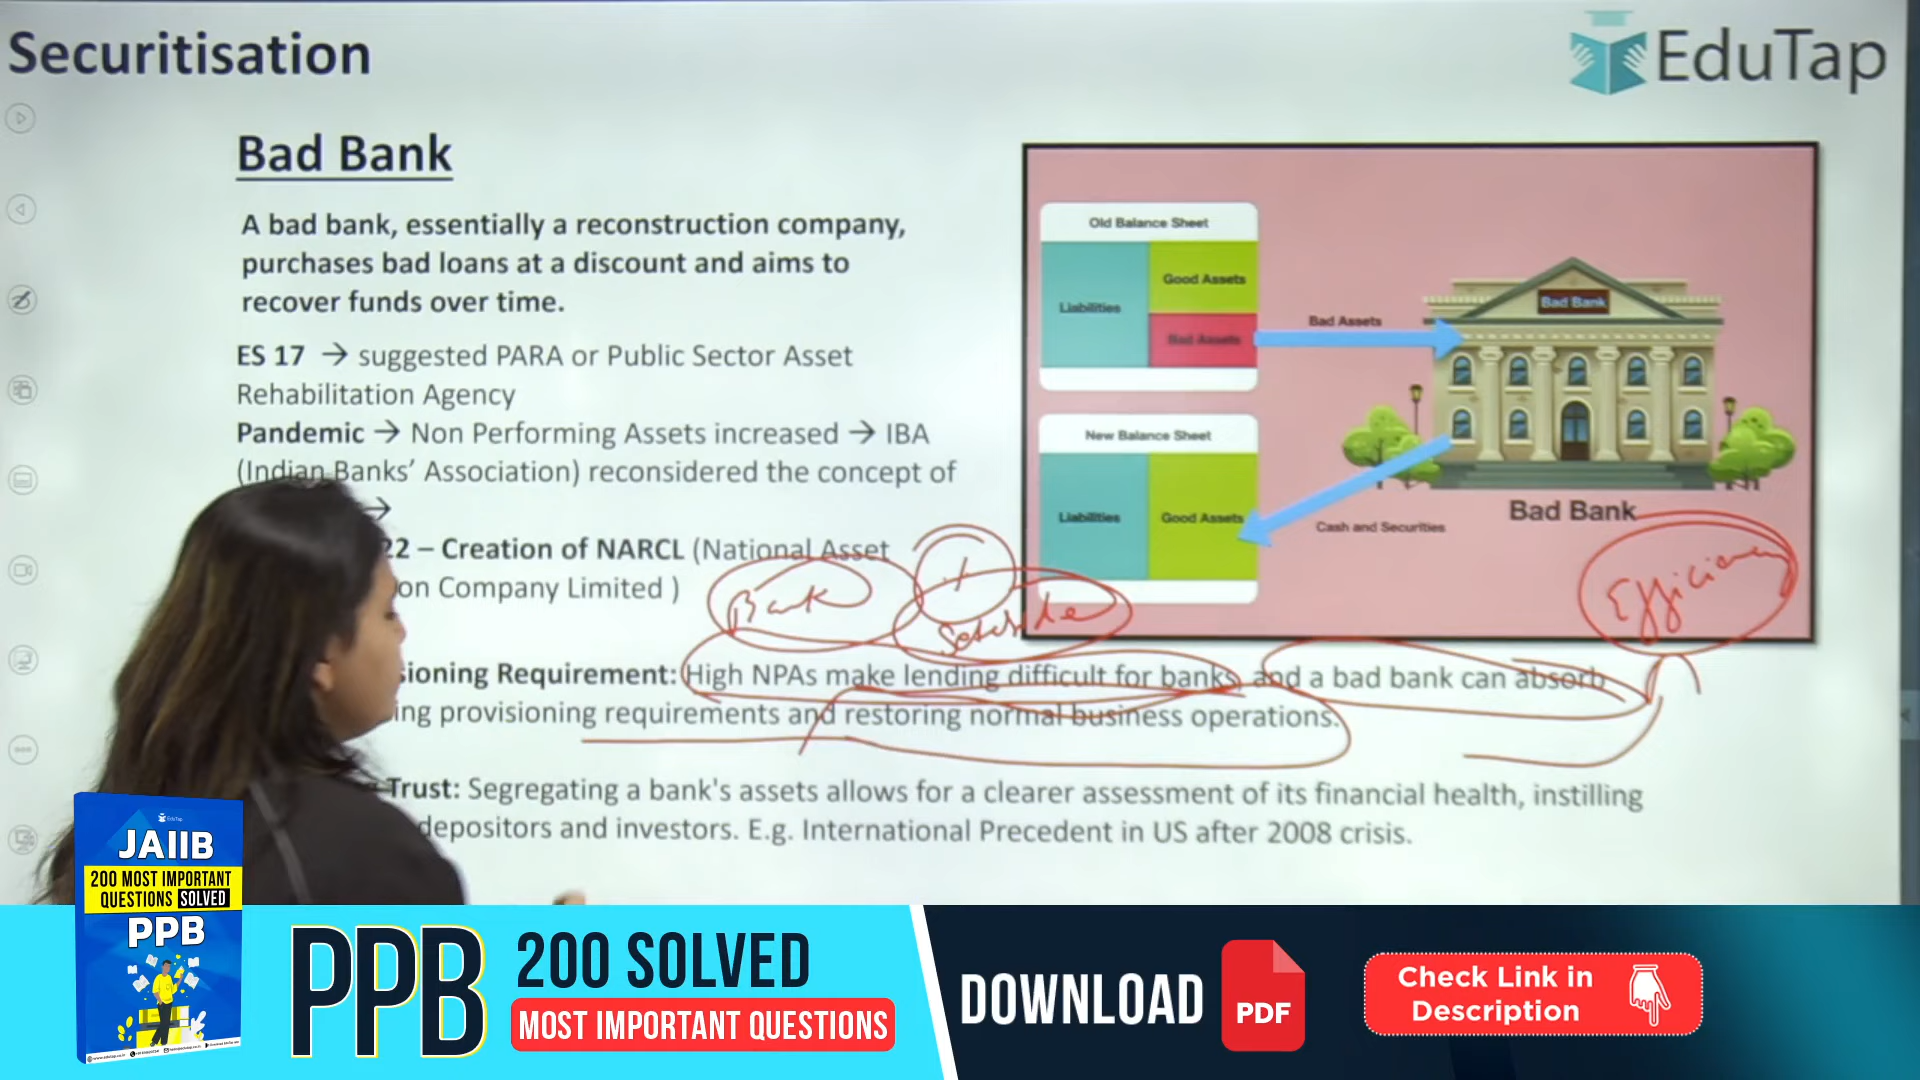 Securitisation
EduTap
Bad Bank
A bad bank, essentially a reconstruction company,
purchases bad loans at a discount and aims to
recover funds over time.
ES 17 → suggested PARA or Public Sector Asset
Rehabilitation Agency
Pandemic → Non Performing Assets increased → IBA
(Indian Banks’ Association) reconsidered the concept of
→
22 – Creation of NARCL (National Asset
on Company Limited )
Old Balance Sheet
Liabilities
Good Assets
Bad Assets
Bad Assets
Bad Bank
New Balance Sheet
Liabilities
Good Assets
Cash and Securities
Bad Bank
Bank
+
Efficiency
sioning Requirement: High NPAs make lending difficult for banks, and a bad bank can absorb
ing provisioning requirements and restoring normal business operations.
Trust: Segregating a bank's assets allows for a clearer assessment of its financial health, instilling
depositors and investors. E.g. International Precedent in US after 2008 crisis.
EduTap
JAIIB
200 MOST IMPORTANT
QUESTIONS SOLVED
PPB
PPB
200 SOLVED
MOST IMPORTANT QUESTIONS
DOWNLOAD
PDF
Check Link in
Description